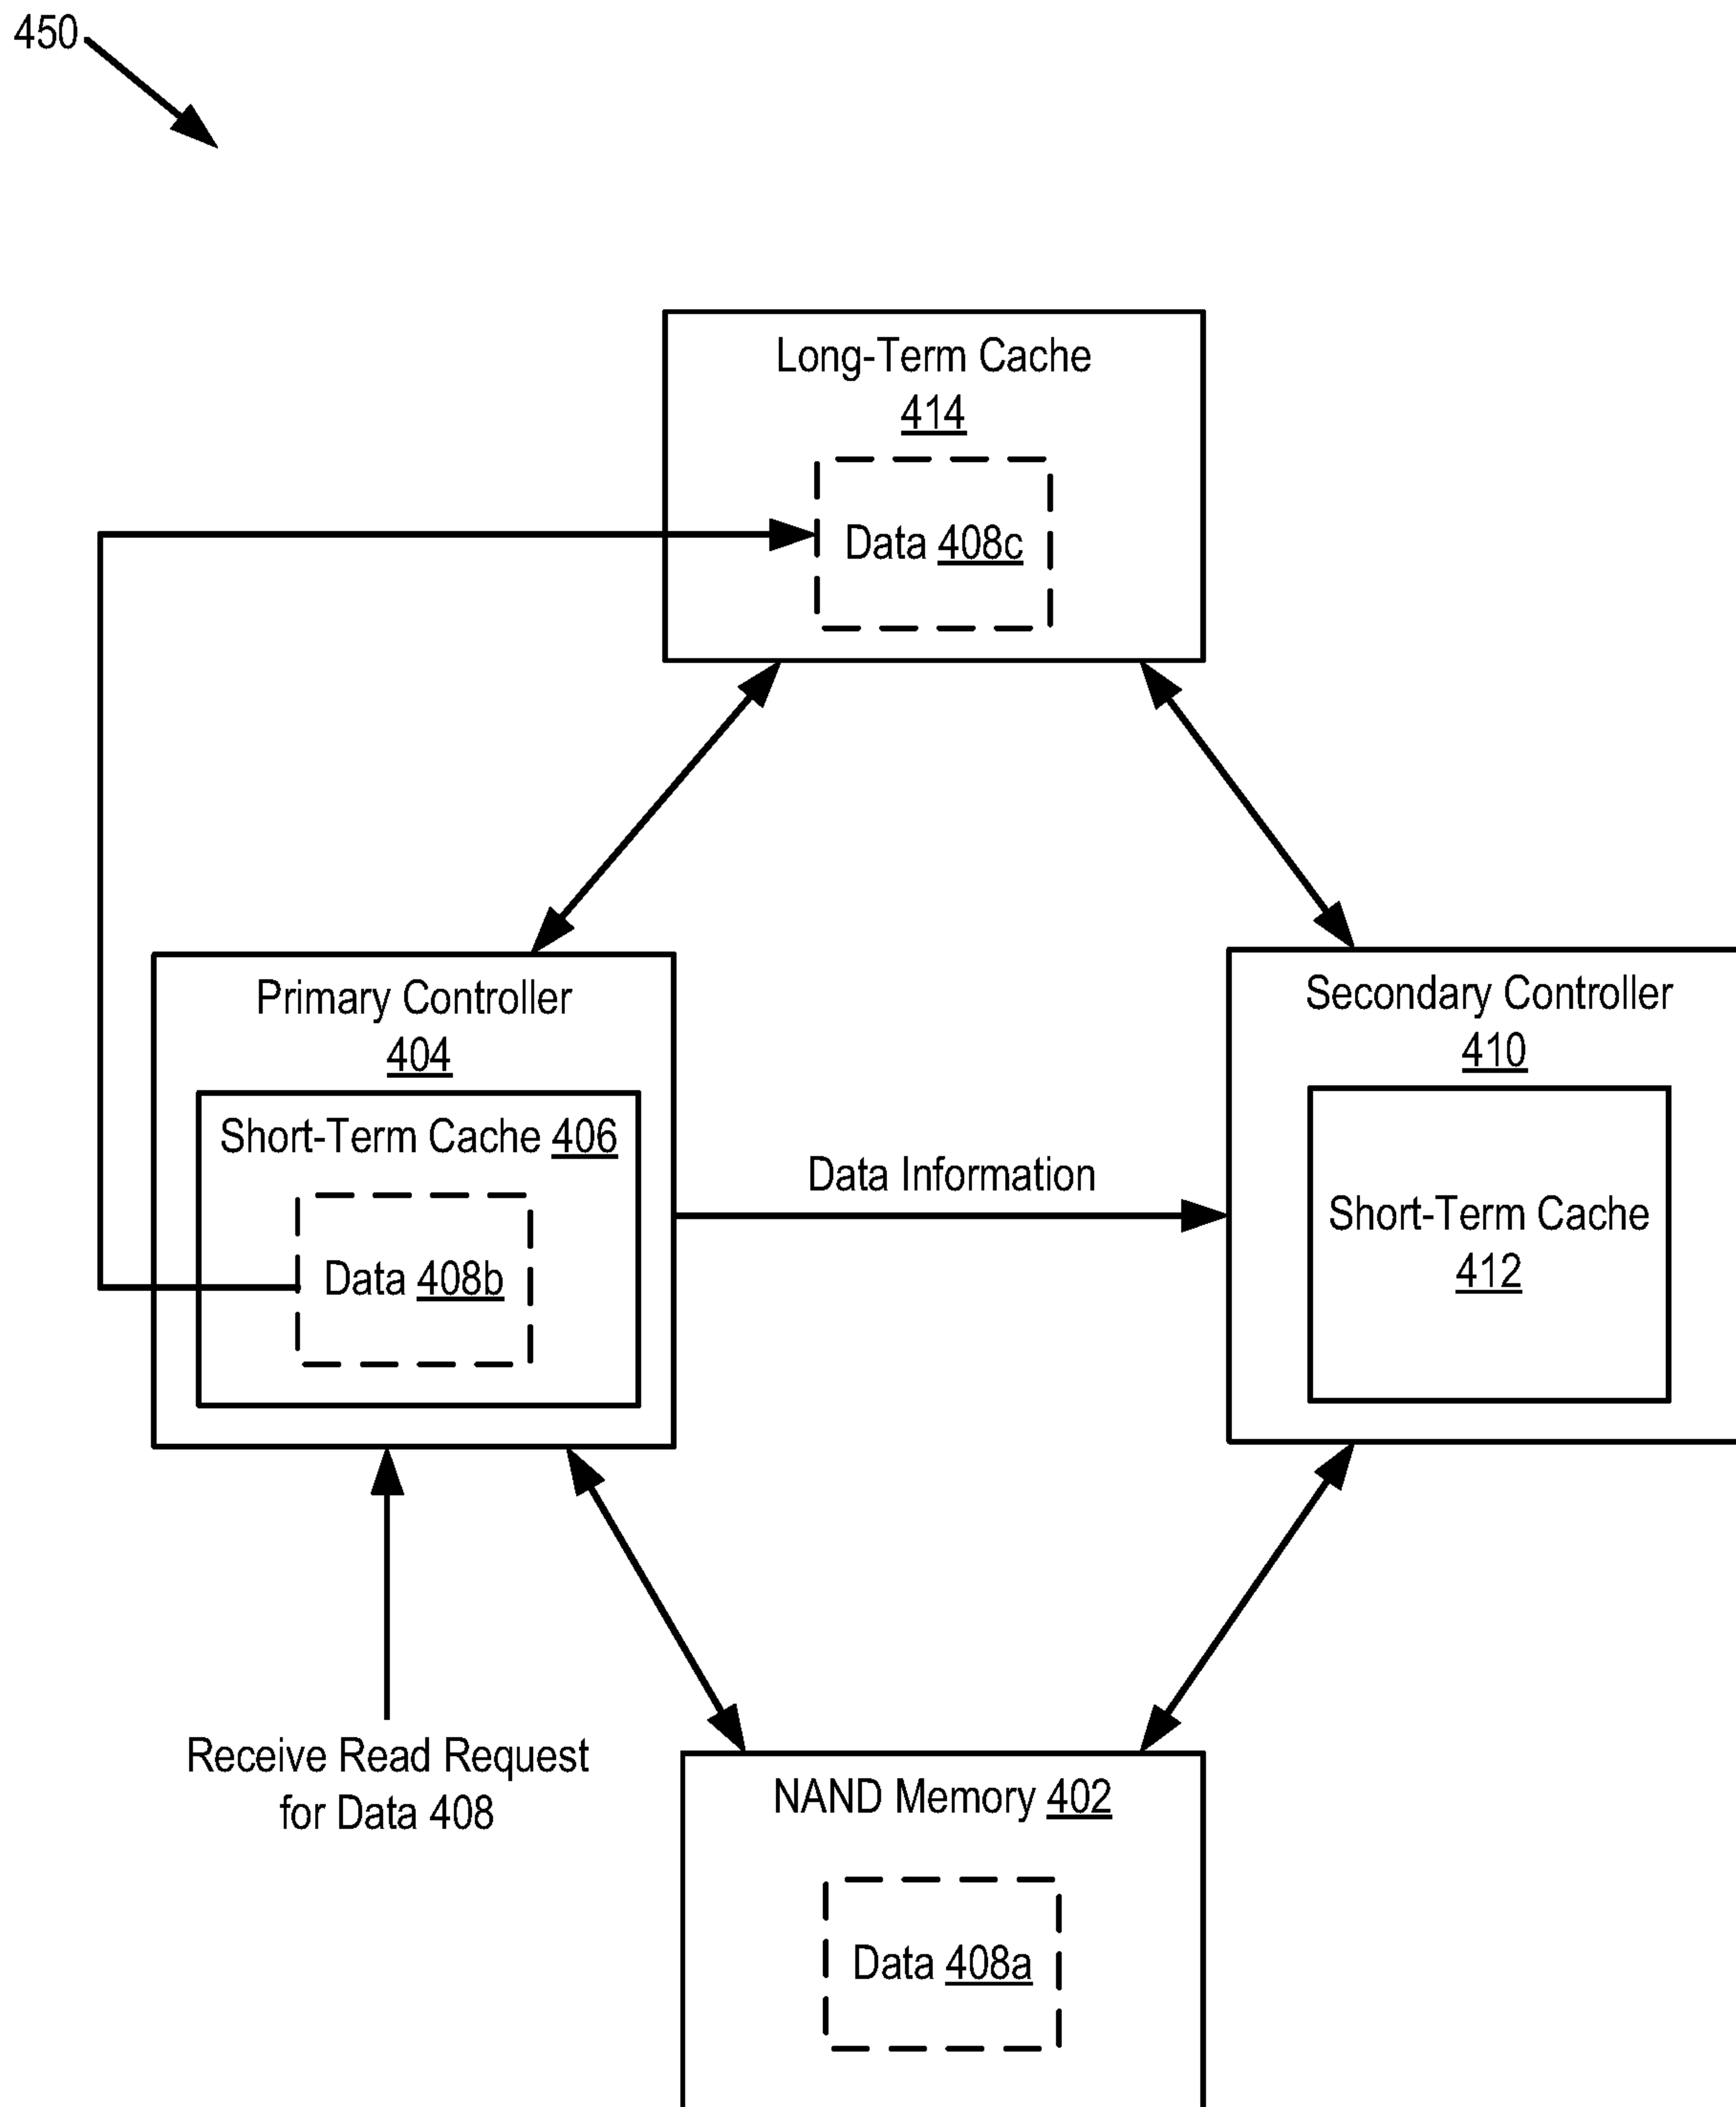 450
Long-Term Cache
414
Data 408c
Primary Controller
404
Short-Term Cache 406
Data 408b
Data Information
Secondary Controller
410
Short-Term Cache
412
Receive Read Request
for Data 408
NAND Memory 402
Data 408a